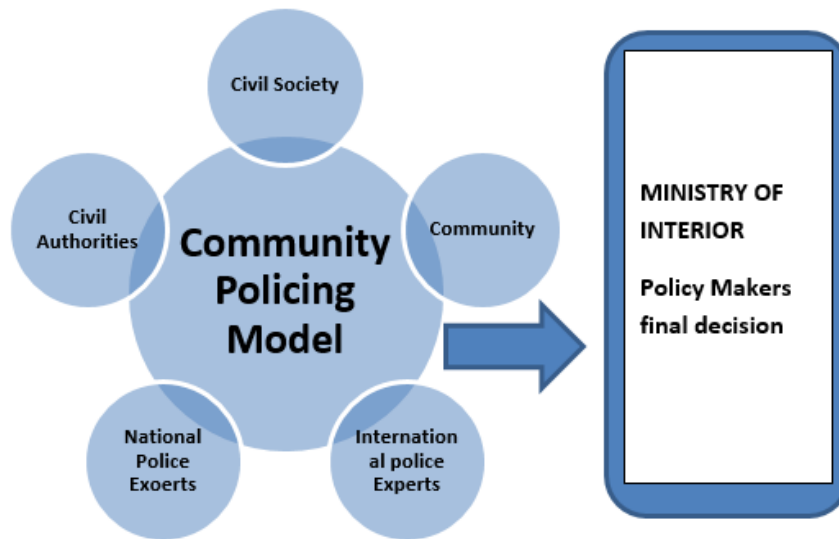 Civil Society
Civil
Authorities
Community
Policing
Model
Community
National
Police
Exoerts
Internation
al police
Experts
MINISTRY OF
INTERIOR
Policy Makers
final decision